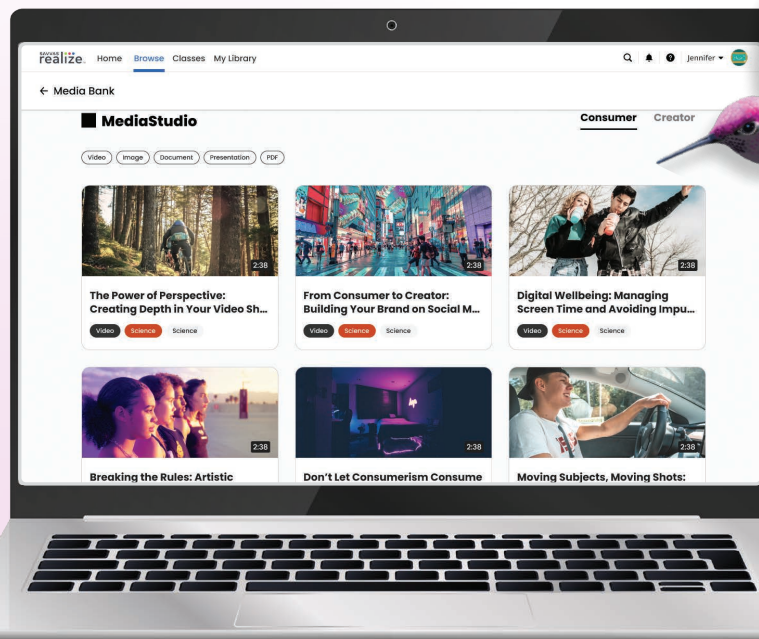 SAVVAS
realize. Home Browse Classes My Library Jennifer
← Media Bank
MediaStudio Consumer Creator
Video Image Document Presentation PDF
2:38 2:38 2:38
The Power of Perspective:
Creating Depth in Your Video Sh...
Video Science Science
From Consumer to Creator:
Building Your Brand on Social M...
Video Science Science
Digital Wellbeing: Managing
Screen Time and Avoiding Impu...
Video Science Science
2:38 2:38 2:38
Breaking the Rules: Artistic
Don't Let Consumerism Consume
Moving Subjects, Moving Shots: